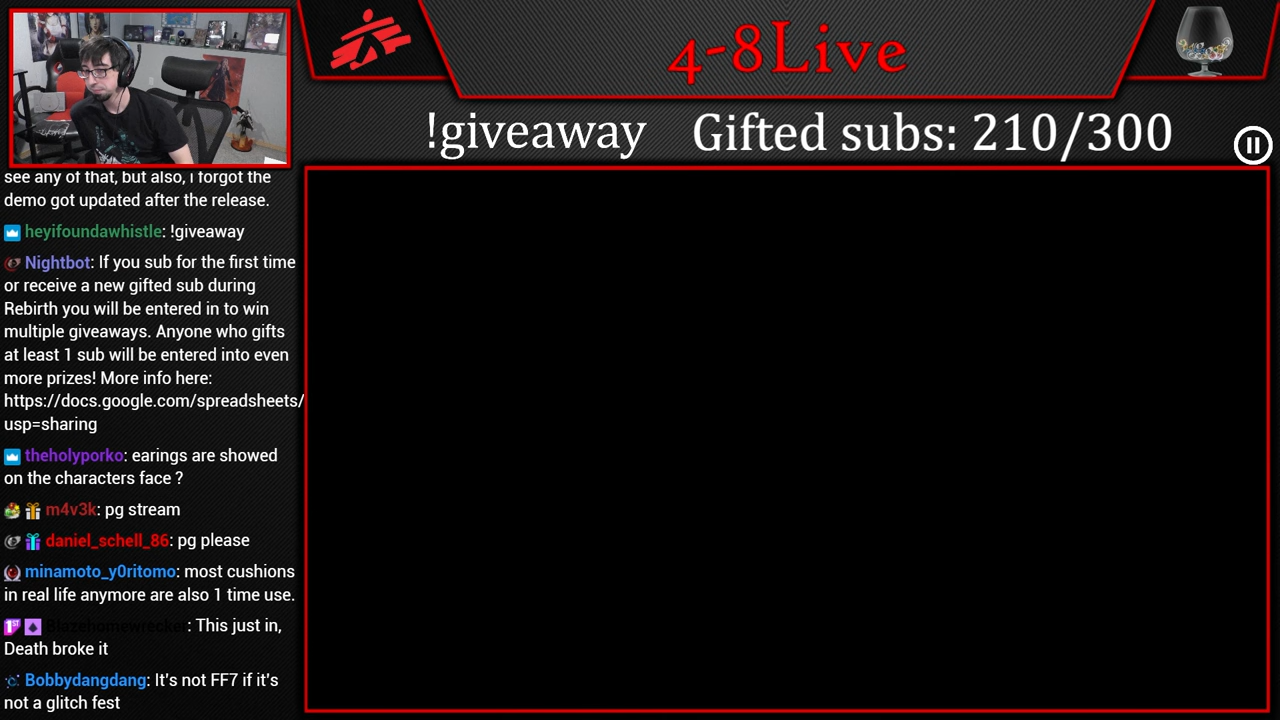 4-8Live
!giveaway Gifted subs: 210/300
see any of that, but also, i forgot the
demo got updated after the release.
heyifoundawhistle: !giveaway
Nightbot: If you sub for the first time
or receive a new gifted sub during
Rebirth you will be entered in to win
multiple giveaways. Anyone who gifts
at least 1 sub will be entered into even
more prizes! More info here:
https://docs.google.com/spreadsheets/
usp=sharing
theholyporko: earings are showed
on the characters face ?
m4v3k: pg stream
daniel_schell_86: pg please
minamoto_y0ritomo: most cushions
in real life anymore are also 1 time use.
Blazehomewrecker: This just in,
Death broke it
Bobbydangdang: It's not FF7 if it's
not a glitch fest